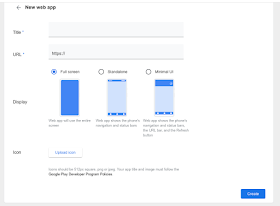 ← New web app
Title *
URL * https://
Full screen Standalone Minimal UI
Display
Web app will use the entire screen
Web app shows the phone's navigation and status bars
Web app shows the phone's navigation and status bars, the URL bar, and the Refresh button
Icon Upload icon
Icons should be 512px square, png or jpeg. Your app title and image must follow the
Google Play Developer Program Policies.
Create